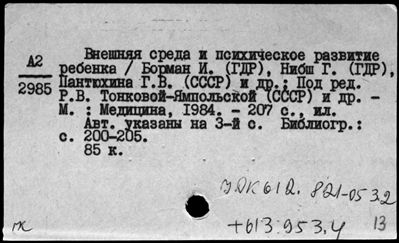 А2
2985
Внешняя среда и психическое развитие
ребенка / Борман И. (ГДР), Нибш Г. (ГДР),
Пантюхина Г.В. (СССР) и др.; Под ред.
Р.В. Тонковой-Ямпольской (СССР) и др. -
М. : Медицина, 1984. - 207 с., ил.
Авт. указаны на 3-й с. Библиогр.:
с. 200-205.
85 к.
УДК 612.821-053.2
+613.953.4
13
пк